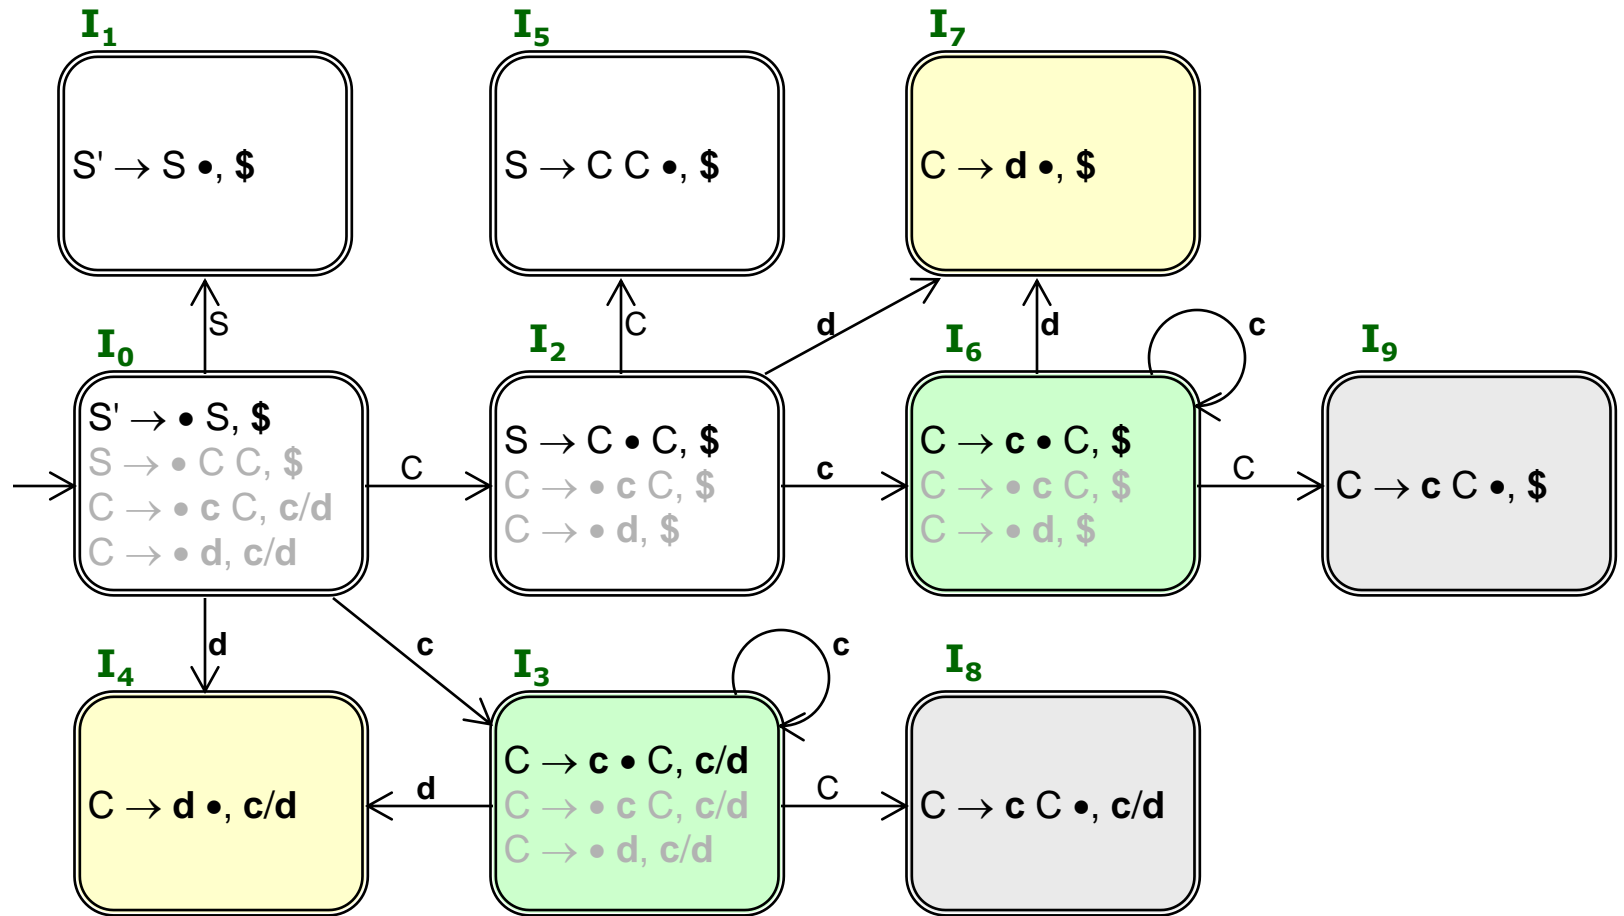 I1
I5
I7
S' → S •, $
S → C C •, $
C → d •, $
S
C
d
d
c
I0
I2
I6
I9
S' → • S, $
S → • C C, $
C → • c C, c/d
C → • d, c/d
C
S → C • C, $
C → • c C, $
C → • d, $
c
C → c • C, $
C → • c C, $
C → • d, $
C
C → c C •, $
d
c
c
I4
I3
I8
C → d •, c/d
d
C → c • C, c/d
C → • c C, c/d
C → • d, c/d
C
C → c C •, c/d